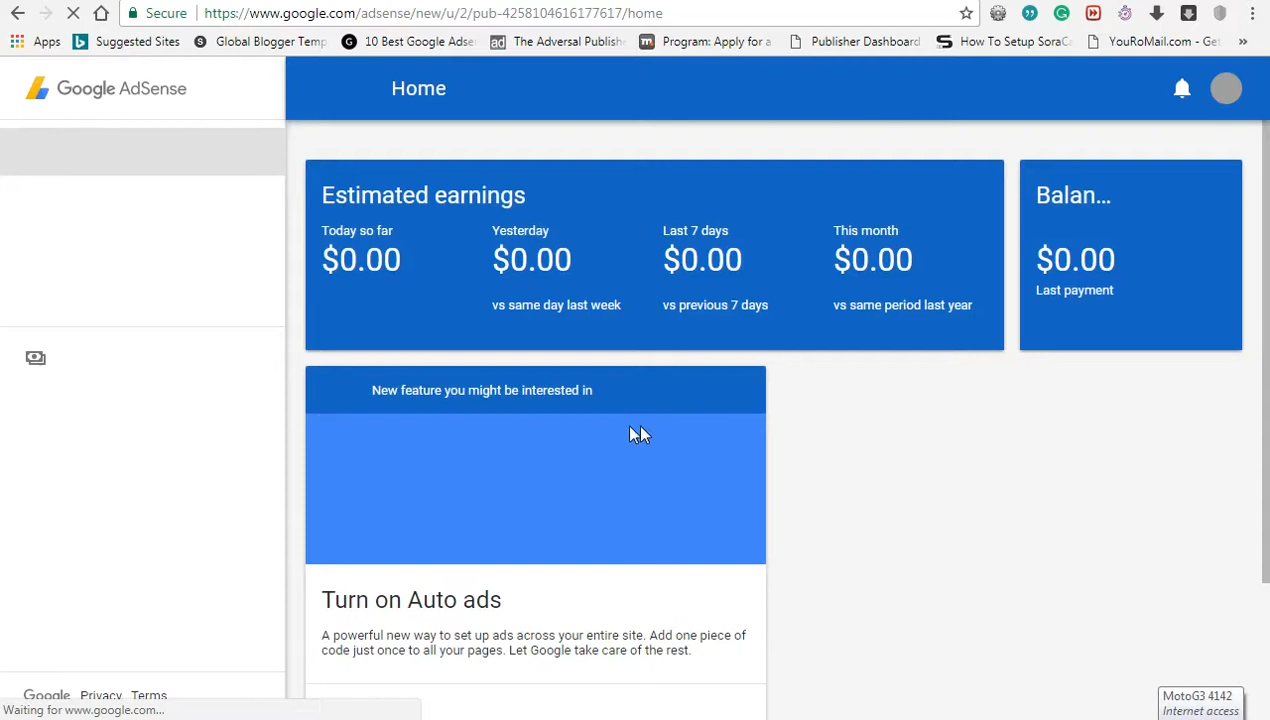 Secure https://www.google.com/adsense/new/u/2/pub-4258104616177617/home
Apps Suggested Sites Global Blogger Temp 10 Best Google Adse The Adversal Publishe Program: Apply for a Publisher Dashboard How To Setup SoraCa YouRoMail.com - Get »
Google AdSense
Home
Estimated earnings
Balan...
Today so far Yesterday Last 7 days This month
$0.00 $0.00 $0.00 $0.00 $0.00
Last payment
vs same day last week vs previous 7 days vs same period last year
New feature you might be interested in
Turn on Auto ads
A powerful new way to set up ads across your entire site. Add one piece of
code just once to all your pages. Let Google take care of the rest.
Google Privacy Terms
Waiting for www.google.com...
MotoG3 4142
Internet access